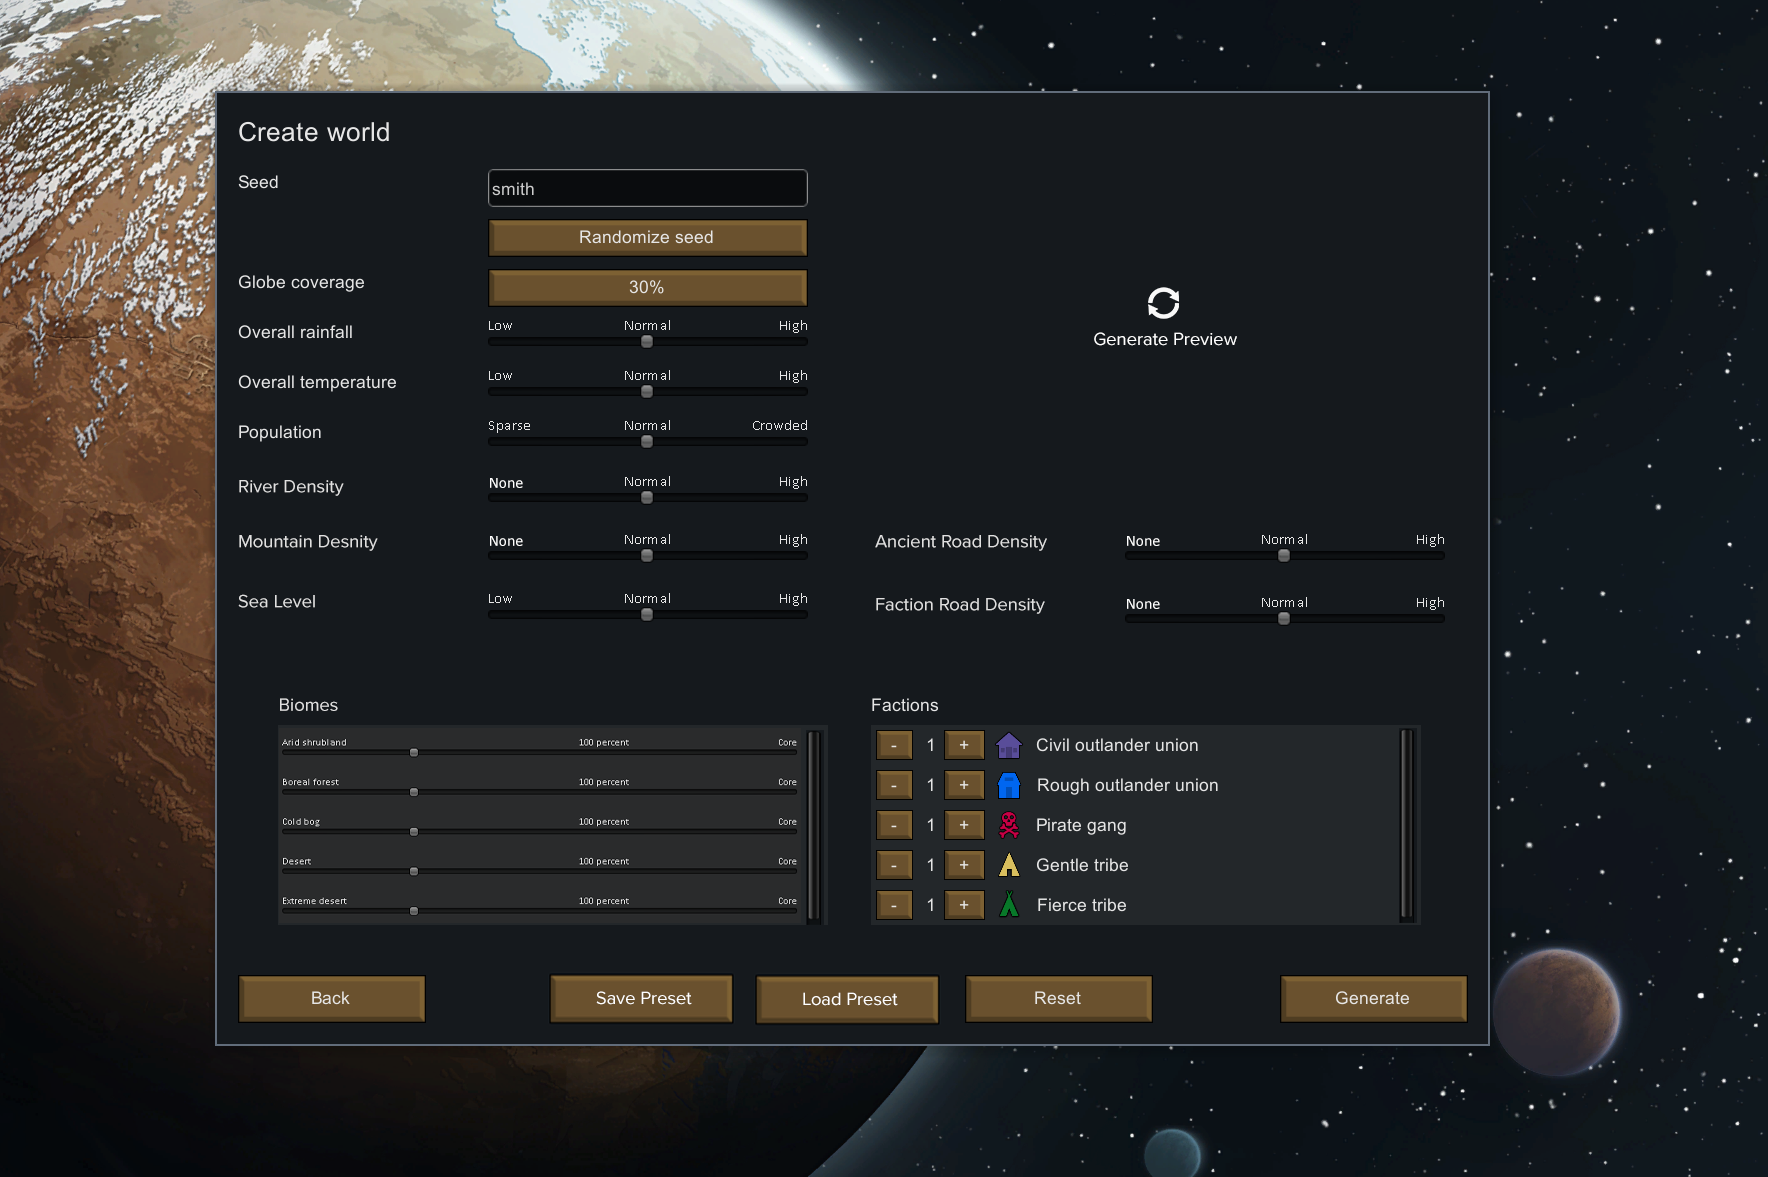 Create world
Seed
smith
Randomize seed
Globe coverage
30%
Overall rainfall
Low Normal High
Overall temperature
Low Normal High
Population
Sparse Normal Crowded
River Density
None Normal High
Mountain Desnity
None Normal High
Sea Level
Low Normal High
Generate Preview
Ancient Road Density
None Normal High
Faction Road Density
None Normal High
Biomes
Arid shrubland 100 percent Core
Boreal forest 100 percent Core
Cold bog 100 percent Core
Desert 100 percent Core
Extreme desert 100 percent Core
Factions
- 1 + Civil outlander union
- 1 + Rough outlander union
- 1 + Pirate gang
- 1 + Gentle tribe
- 1 + Fierce tribe
Back Save Preset Load Preset Reset Generate